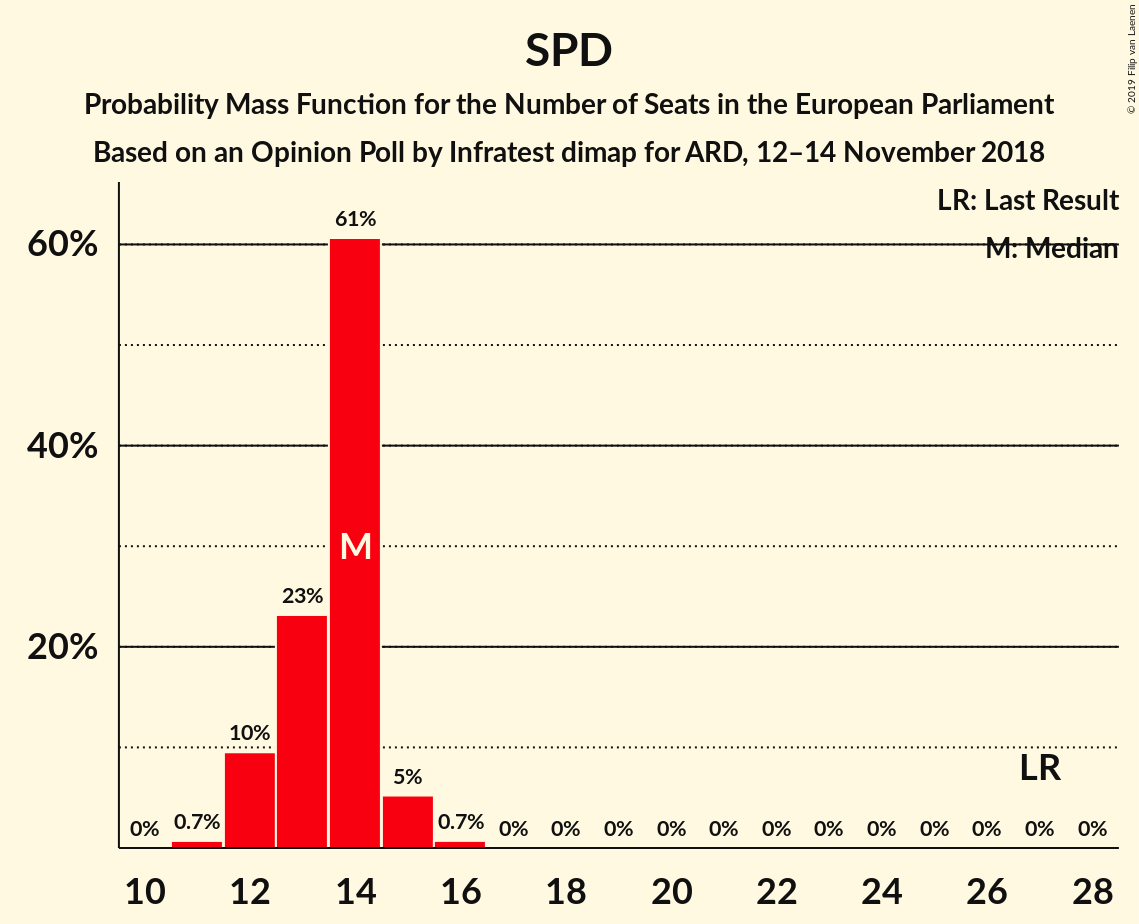 SPD
Probability Mass Function for the Number of Seats in the European Parliament
Based on an Opinion Poll by Infratest dimap for ARD, 12–14 November 2018
© 2019 Filip van Laenen
LR: Last Result
M: Median
60%
40%
20%
0% 0.7% 10% 23% 61% 5% 0.7% 0% 0% 0% 0% 0% 0% 0% 0% 0% 0% 0% 0%
M
LR
10 12 14 16 18 20 22 24 26 28